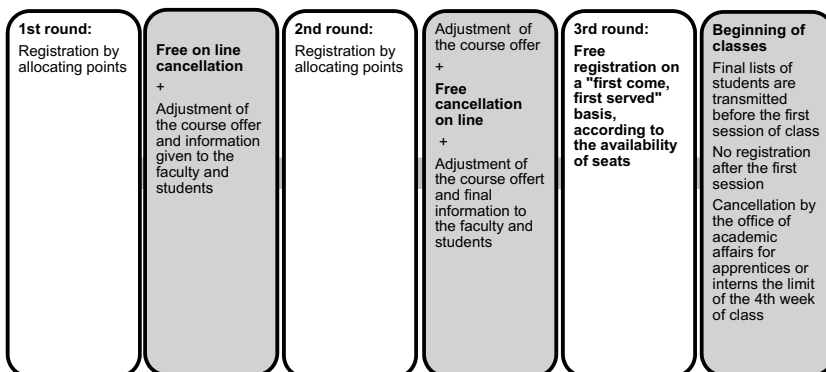 1st round:
Registration by
allocating points
Free on line
cancellation
+
Adjustment of
the course offer
and information
given to the
faculty and
students
2nd round:
Registration by
allocating points
Adjustment of
the course offer
+
Free
cancellation
on line
+
Adjustment of
the course offert
and final
information to
the faculty and
students
3rd round:
Free
registration on
a "first come,
first served"
basis,
according to
the availability
of seats
Beginning of
classes
Final lists of
students are
transmitted
before the first
session of class
No registration
after the first
session
Cancellation by
the office of
academic
affairs for
apprentices or
interns the limit
of the 4th week
of class